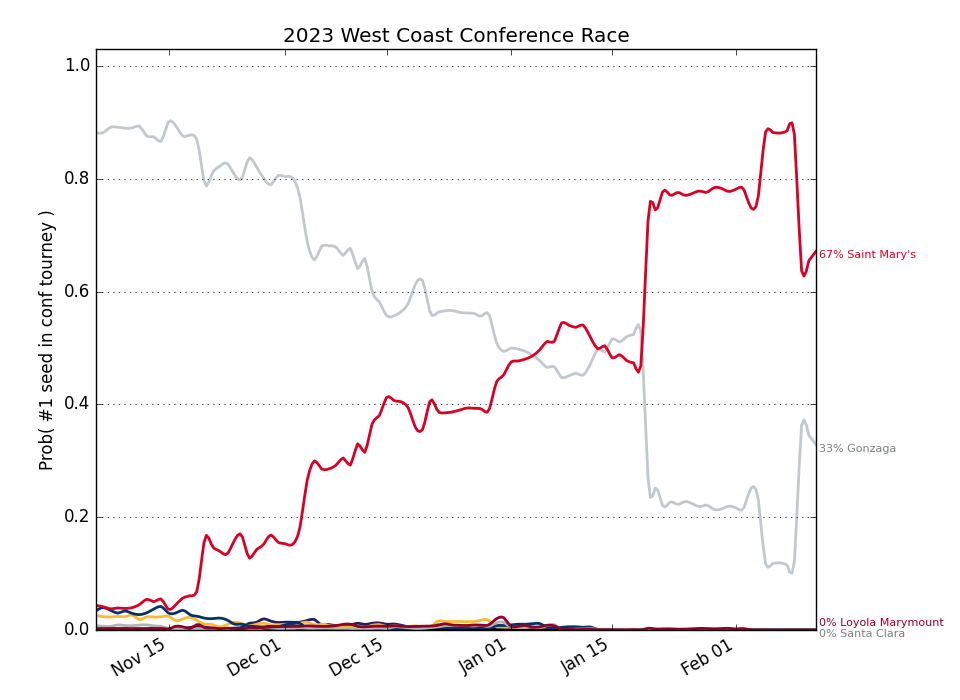 2023 West Coast Conference Race
1.0
0.8
0.6
0.4
0.2
0.0
Prob( #1 seed in conf tourney )
67% Saint Mary's
33% Gonzaga
0% Loyola Marymount
0% Santa Clara
Nov 15
Dec 01
Dec 15
Jan 01
Jan 15
Feb 01